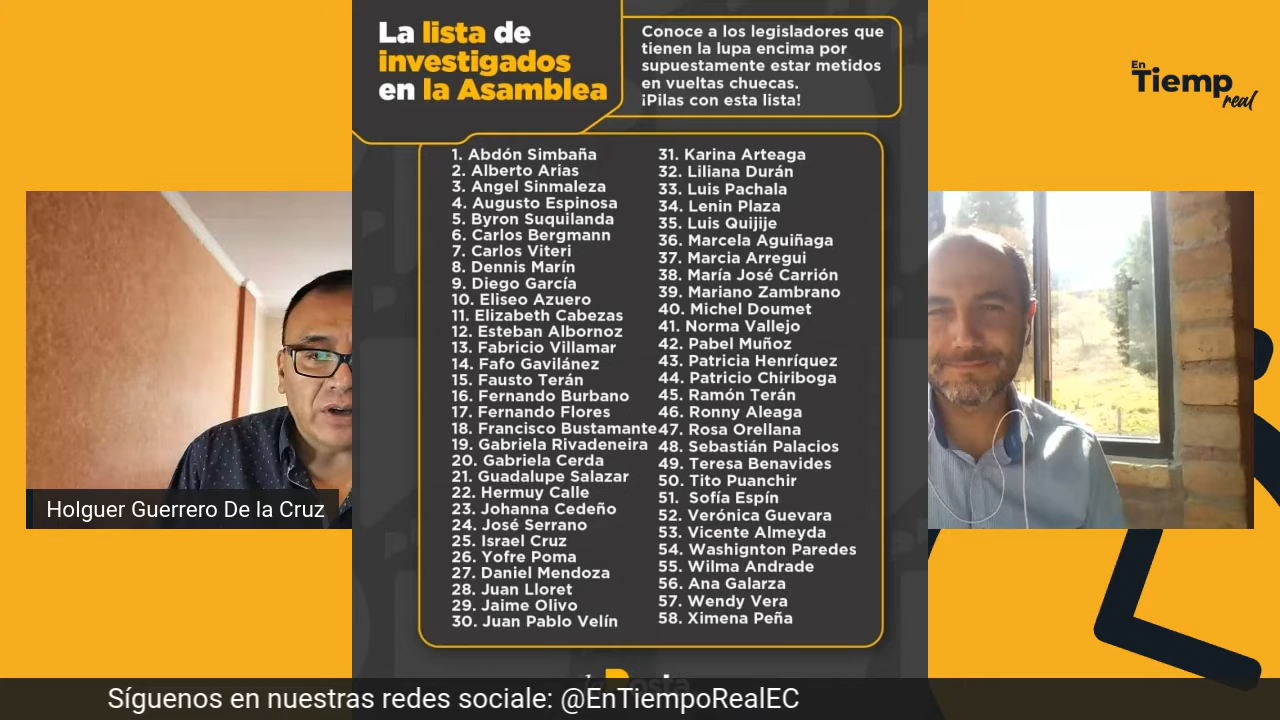 La lista de
investigados
en la Asamblea
Conoce a los legisladores que
tienen la lupa encima por
supuestamente estar metidos
en vueltas chuecas.
¡Pilas con esta lista!
En
Tiemp
real
1. Abdón Simbaña
2. Alberto Arias
3. Angel Sinmaleza
4. Augusto Espinosa
5. Byron Suquilanda
6. Carlos Bergmann
7. Carlos Viteri
8. Dennis Marín
9. Diego García
10. Eliseo Azuero
11. Elizabeth Cabezas
12. Esteban Albornoz
13. Fabricio Villamar
14. Fafo Gavilánez
15. Fausto Terán
16. Fernando Burbano
17. Fernando Flores
18. Francisco Bustamante
19. Gabriela Rivadeneira
20. Gabriela Cerda
21. Guadalupe Salazar
22. Hermuy Calle
23. Johanna Cedeño
24. José Serrano
25. Israel Cruz
26. Yofre Poma
27. Daniel Mendoza
28. Juan Lloret
29. Jaime Olivo
30. Juan Pablo Velín
31. Karina Arteaga
32. Liliana Durán
33. Luis Pachala
34. Lenin Plaza
35. Luis Quijije
36. Marcela Aguiñaga
37. Marcia Arregui
38. María José Carrión
39. Mariano Zambrano
40. Michel Doumet
41. Norma Vallejo
42. Pabel Muñoz
43. Patricia Henríquez
44. Patricio Chiriboga
45. Ramón Terán
46. Ronny Aleaga
47. Rosa Orellana
48. Sebastián Palacios
49. Teresa Benavides
50. Tito Puanchir
51. Sofía Espín
52. Verónica Guevara
53. Vicente Almeyda
54. Washignton Paredes
55. Wilma Andrade
56. Ana Galarza
57. Wendy Vera
58. Ximena Peña
Holguer Guerrero De la Cruz
Síguenos en nuestras redes sociale: @EnTiempoRealEC